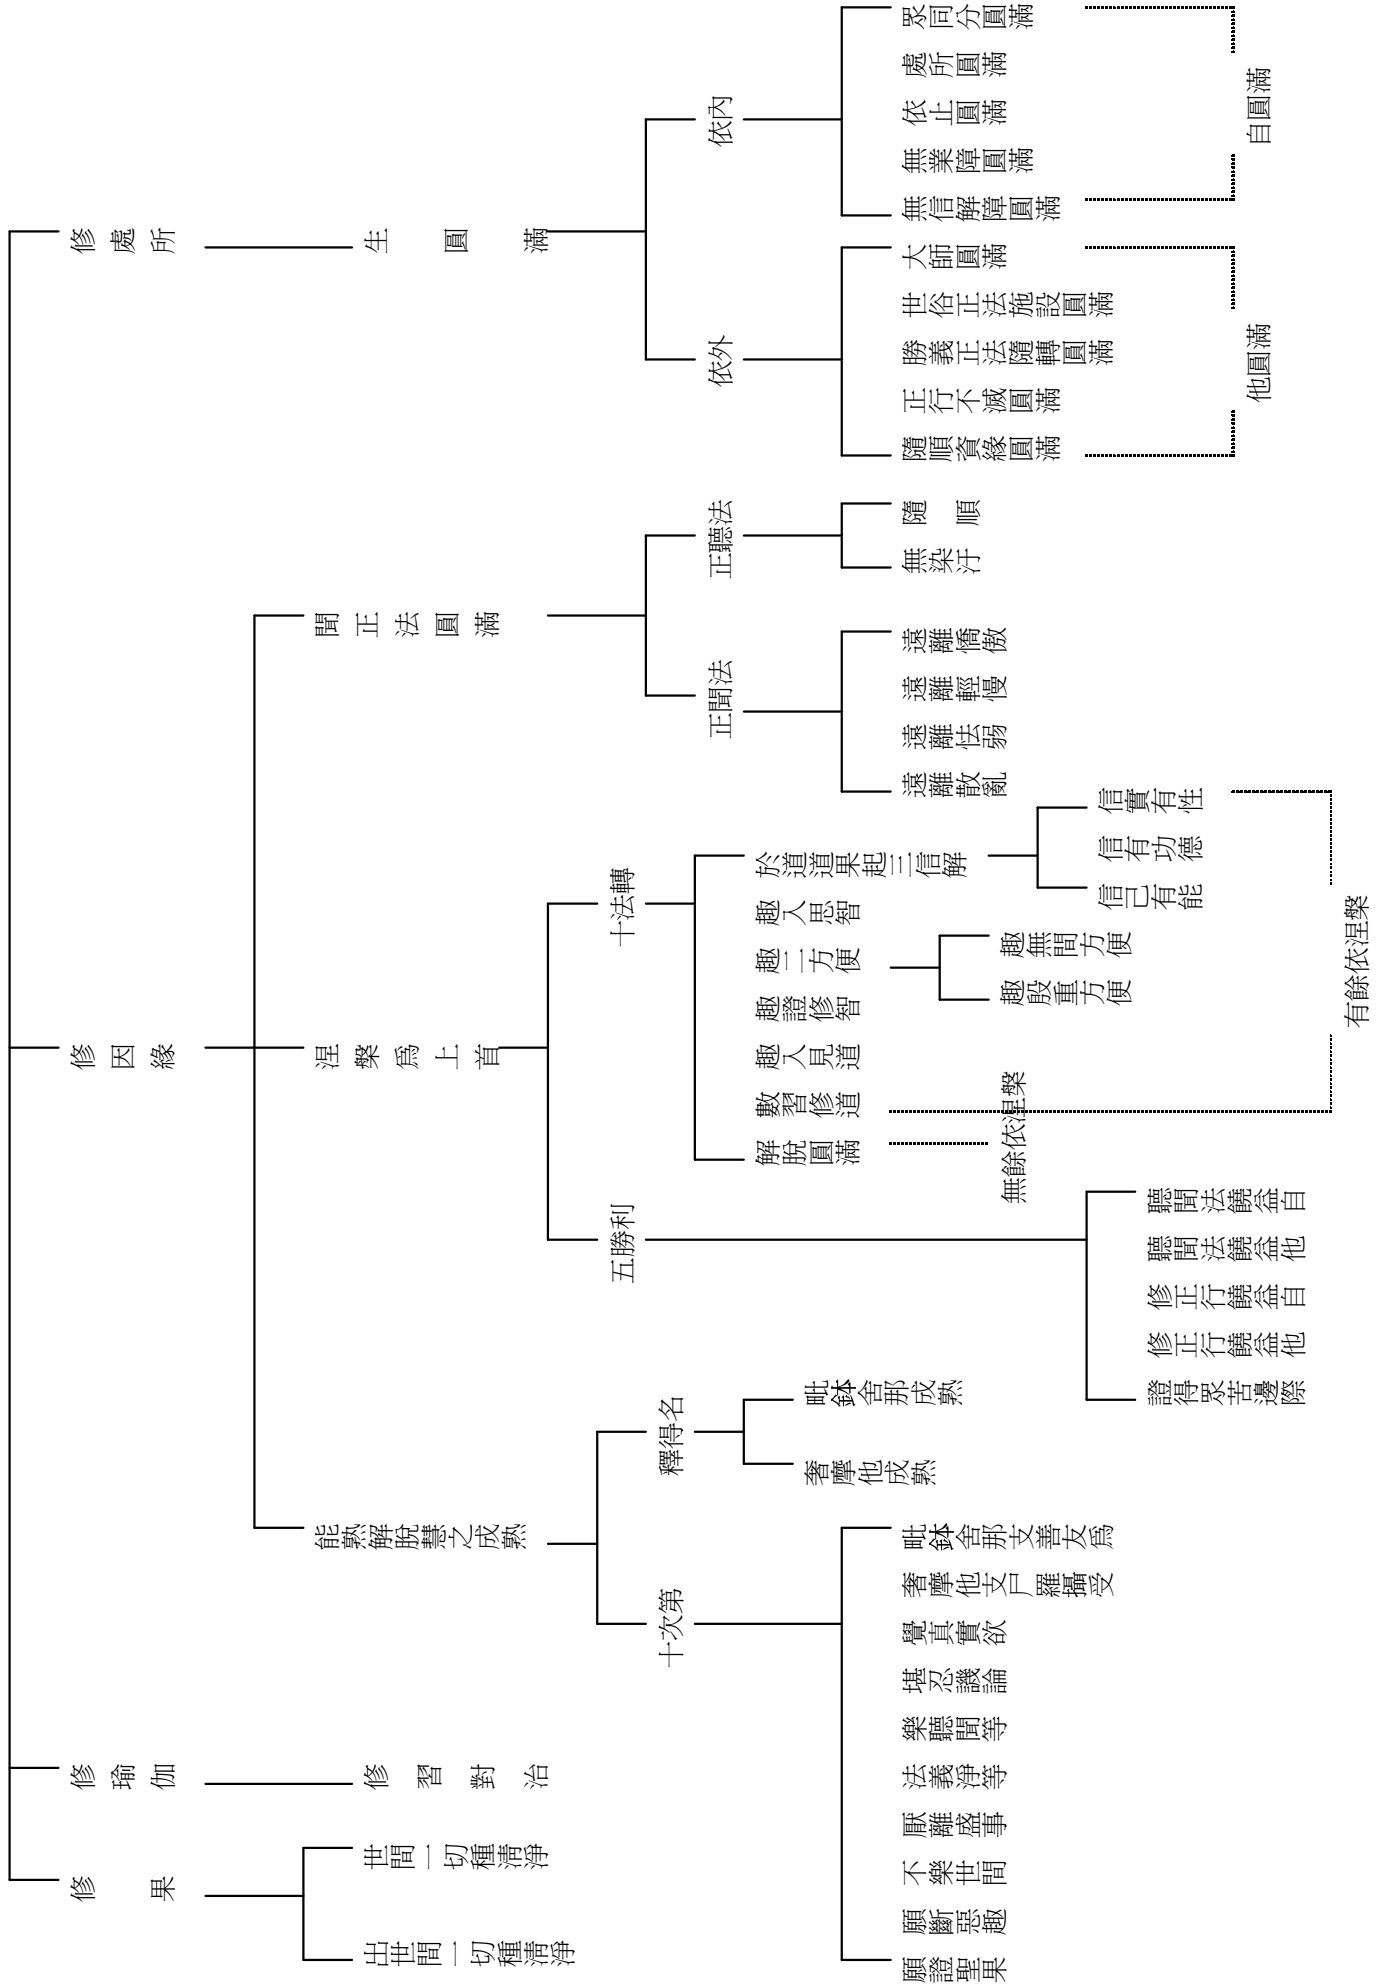 修處所
生圓滿
依內
眾同分圓滿
處所圓滿
依止圓滿
無業障圓滿
無信解障圓滿
自圓滿
依外
大師圓滿
世俗正法施設圓滿
勝義正法隨轉圓滿
正行不滅圓滿
隨順資緣圓滿
他圓滿
修因緣
聞正法圓滿
正聽法
隨順
無染汙
正聞法
遠離憍傲
遠離輕慢
遠離怯弱
遠離散亂
涅槃爲上首
十法轉
於道道果起三信解
信實有性
信有功德
信己有能
趣入思智
趣二方便
趣無間方便
趣殷重方便
趣證修智
趣入見道
數習修道
有餘依涅槃
解脫圓滿
無餘依涅槃
五勝利
聽聞法饒益自
聽聞法饒益他
修正行饒益自
修正行饒益他
證得眾苦邊際
能熟解脫慧之成熟
釋得名
毗鉢舍那成熟
奢摩他成熟
十次第
毗鉢舍那支善友爲
奢摩他支尸羅攝受
覺真實欲
堪忍譏論
樂聽聞等
法義淨等
厭離盛事
不樂世間
願斷惡趣
願證聖果
修瑜伽
修習對治
修果
世間一切種清淨
出世間一切種清淨